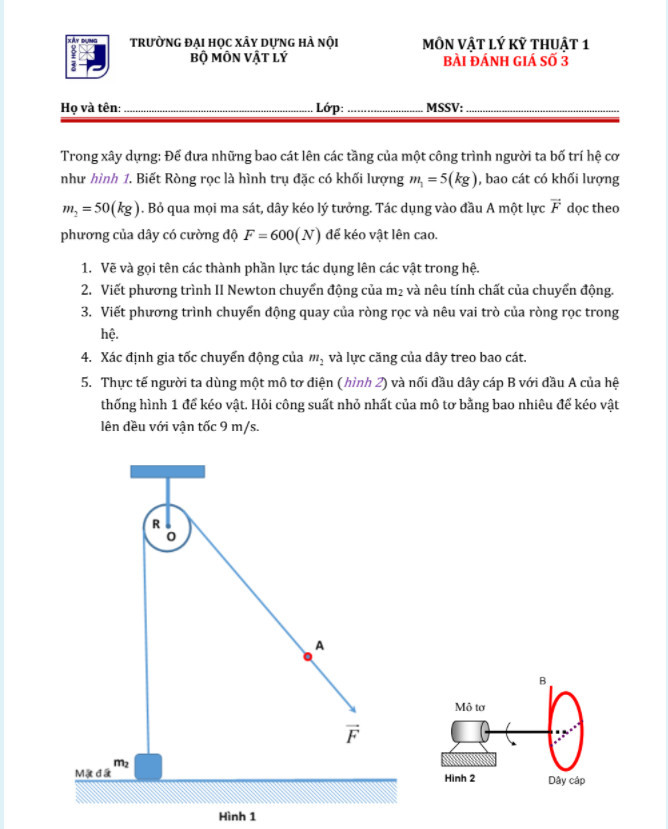 XÂY DỰNG
ĐẠI HỌC
TRƯỜNG ĐẠI HỌC XÂY DỰNG HÀ NỘI
BỘ MÔN VẬT LÝ
MÔN VẬT LÝ KỸ THUẬT 1
BÀI ĐÁNH GIÁ SỐ 3
Họ và tên: Lớp: MSSV:
Trong xây dựng: Để đưa những bao cát lên các tầng của một công trình người ta bố trí hệ cơ
như hình 1. Biết Ròng rọc là hình trụ đặc có khối lượng m₁ = 5(kg), bao cát có khối lượng
m₂ = 50(kg). Bỏ qua mọi ma sát, dây kéo lý tưởng. Tác dụng vào đầu A một lực F⃗ dọc theo
phương của dây có cường độ F = 600(N) để kéo vật lên cao.
1. Vẽ và gọi tên các thành phần lực tác dụng lên các vật trong hệ.
2. Viết phương trình II Newton chuyển động của m₂ và nêu tính chất của chuyển động.
3. Viết phương trình chuyển động quay của ròng rọc và nêu vai trò của ròng rọc trong
hệ.
4. Xác định gia tốc chuyển động của m₂ và lực căng của dây treo bao cát.
5. Thực tế người ta dùng một mô tơ điện (hình 2) và nối đầu dây cáp B với đầu A của hệ
thống hình 1 để kéo vật. Hỏi công suất nhỏ nhất của mô tơ bằng bao nhiêu để kéo vật
lên đều với vận tốc 9 m/s.
R
O
A
F⃗
m₂
Mặt đất
Hình 1
B
Mô tơ
Hình 2
Dây cáp